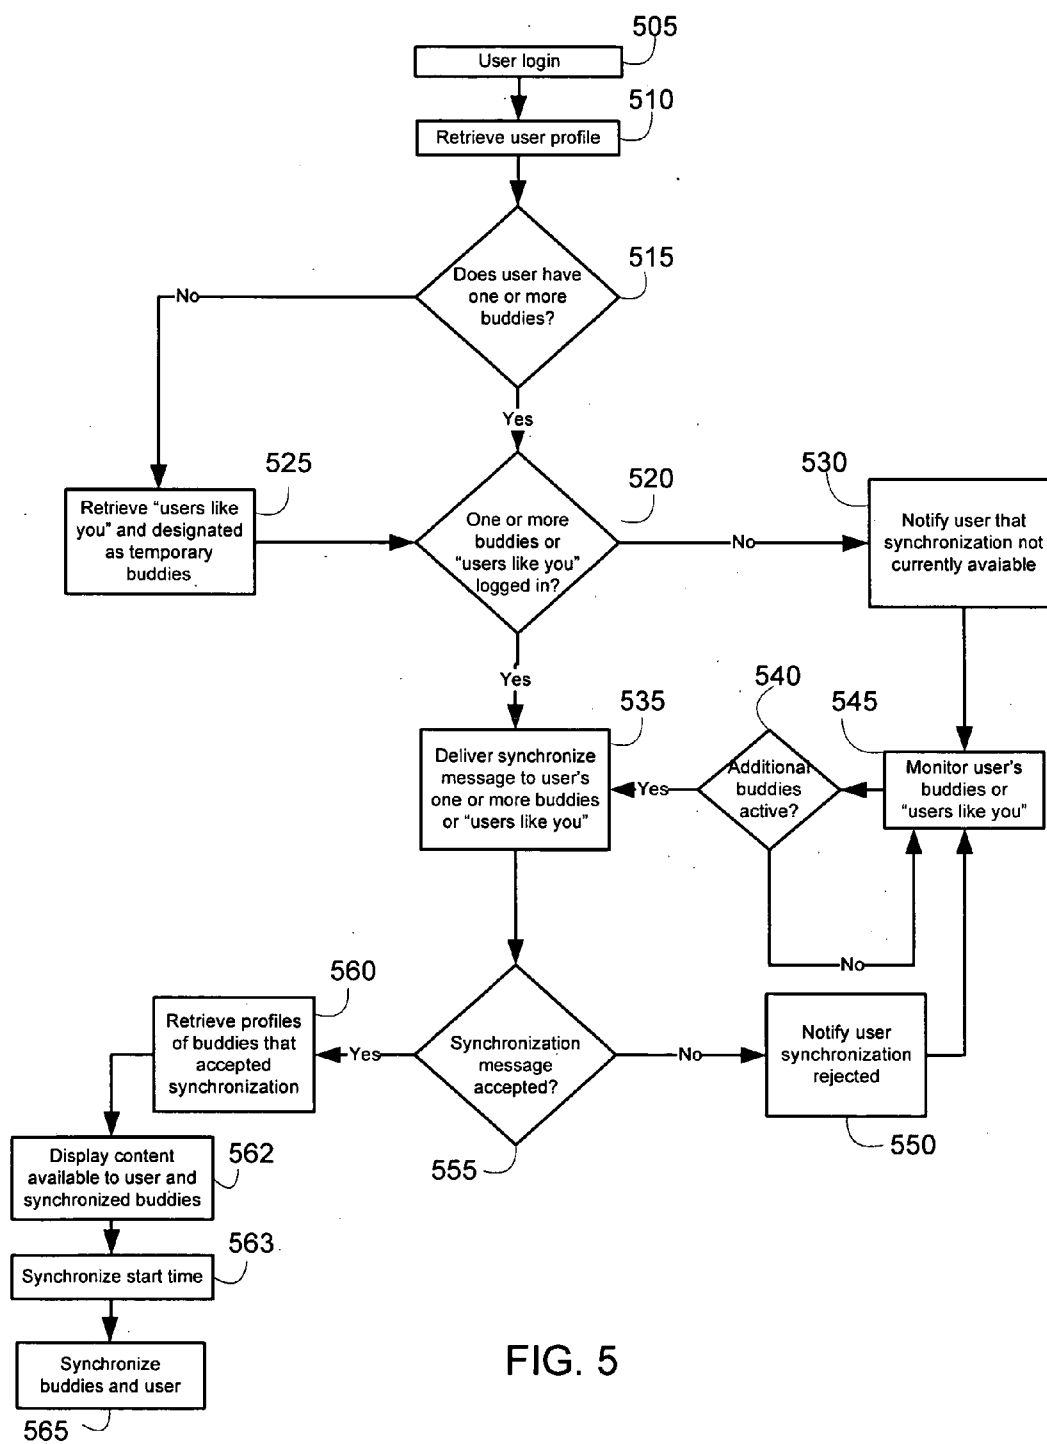 505
User login
510
Retrieve user profile
515
Does user have
one or more
buddies?
No
Yes
525
Retrieve “users like
you” and designated
as temporary
buddies
520
One or more
buddies or
“users like you”
logged in?
No
530
Notify user that
synchronization not
currently avaiable
Yes
535
Deliver synchronize
message to user's
one or more buddies
or “users like you”
540
Additional
buddies
active?
Yes
No
545
Monitor user's
buddies or
“users like you”
560
Retrieve profiles
of buddies that
accepted
synchronization
Yes
Synchronization
message
accepted?
555
No
Notify user
synchronization
rejected
550
Display content
available to user and
synchronized buddies
562
563
Synchronize start time
Synchronize
buddies and user
565
FIG. 5